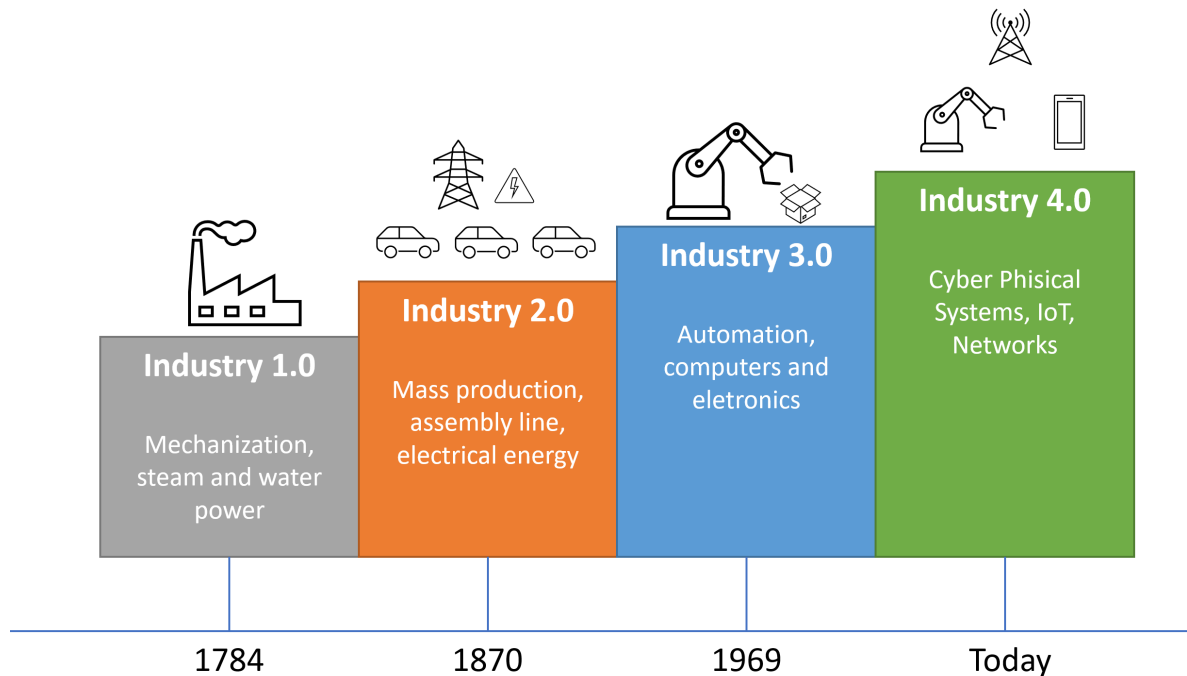 Industry 1.0
Mechanization,
steam and water
power
Industry 2.0
Mass production,
assembly line,
electrical energy
Industry 3.0
Automation,
computers and
eletronics
Industry 4.0
Cyber Phisical
Systems, IoT,
Networks
1784
1870
1969
Today